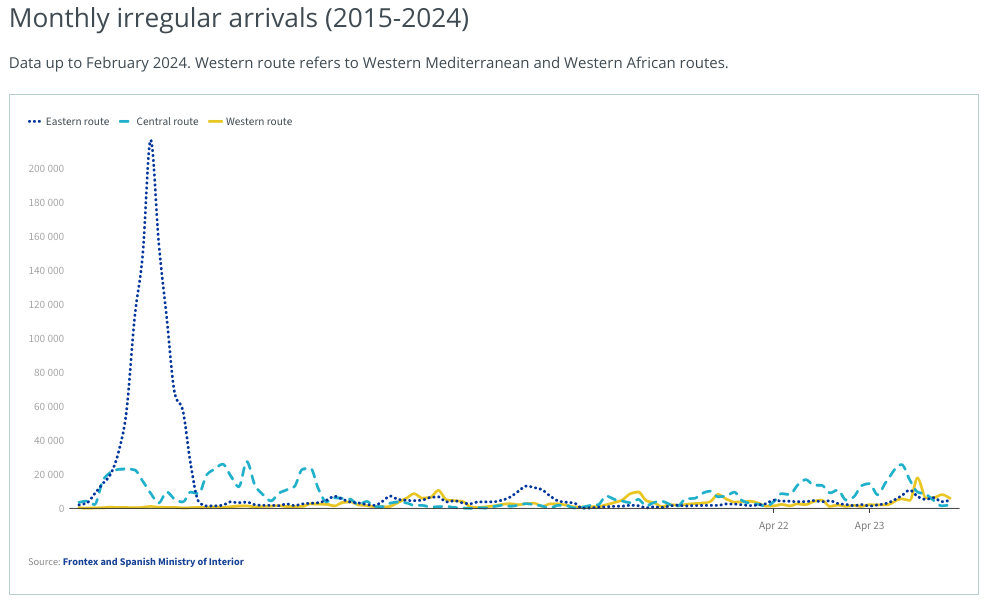 Monthly irregular arrivals (2015-2024)
Data up to February 2024. Western route refers to Western Mediterranean and Western African routes.
Eastern route Central route Western route
200 000
180 000
160 000
140 000
120 000
100 000
80 000
60 000
40 000
20 000
0
Apr 22 Apr 23
Source: Frontex and Spanish Ministry of Interior